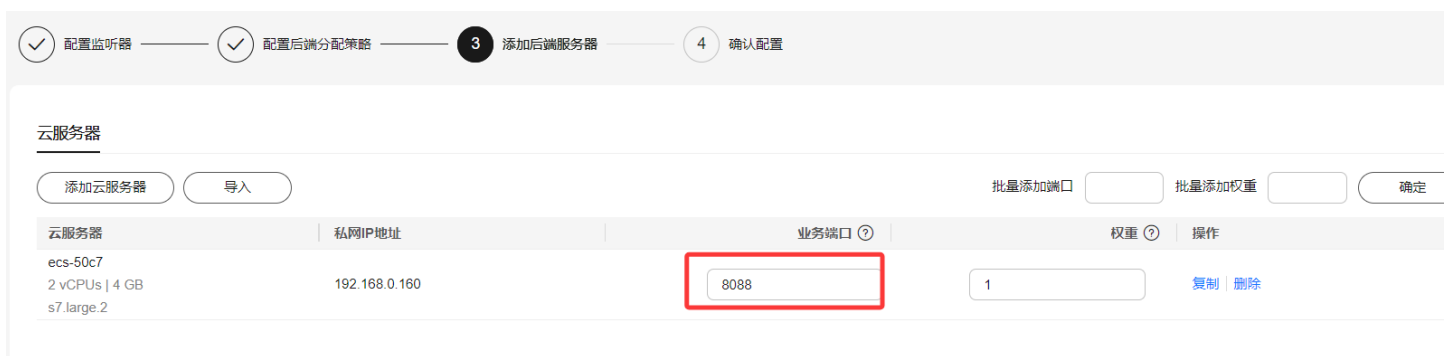 配置监听器 配置后端分配策略 3 添加后端服务器 4 确认配置
云服务器
添加云服务器 导入 批量添加端口 批量添加权重 确定
云服务器 私网IP地址 业务端口 ? 权重 ? 操作
ecs-50c7
2 vCPUs | 4 GB 192.168.0.160 8088 1 复制 删除
s7.large.2